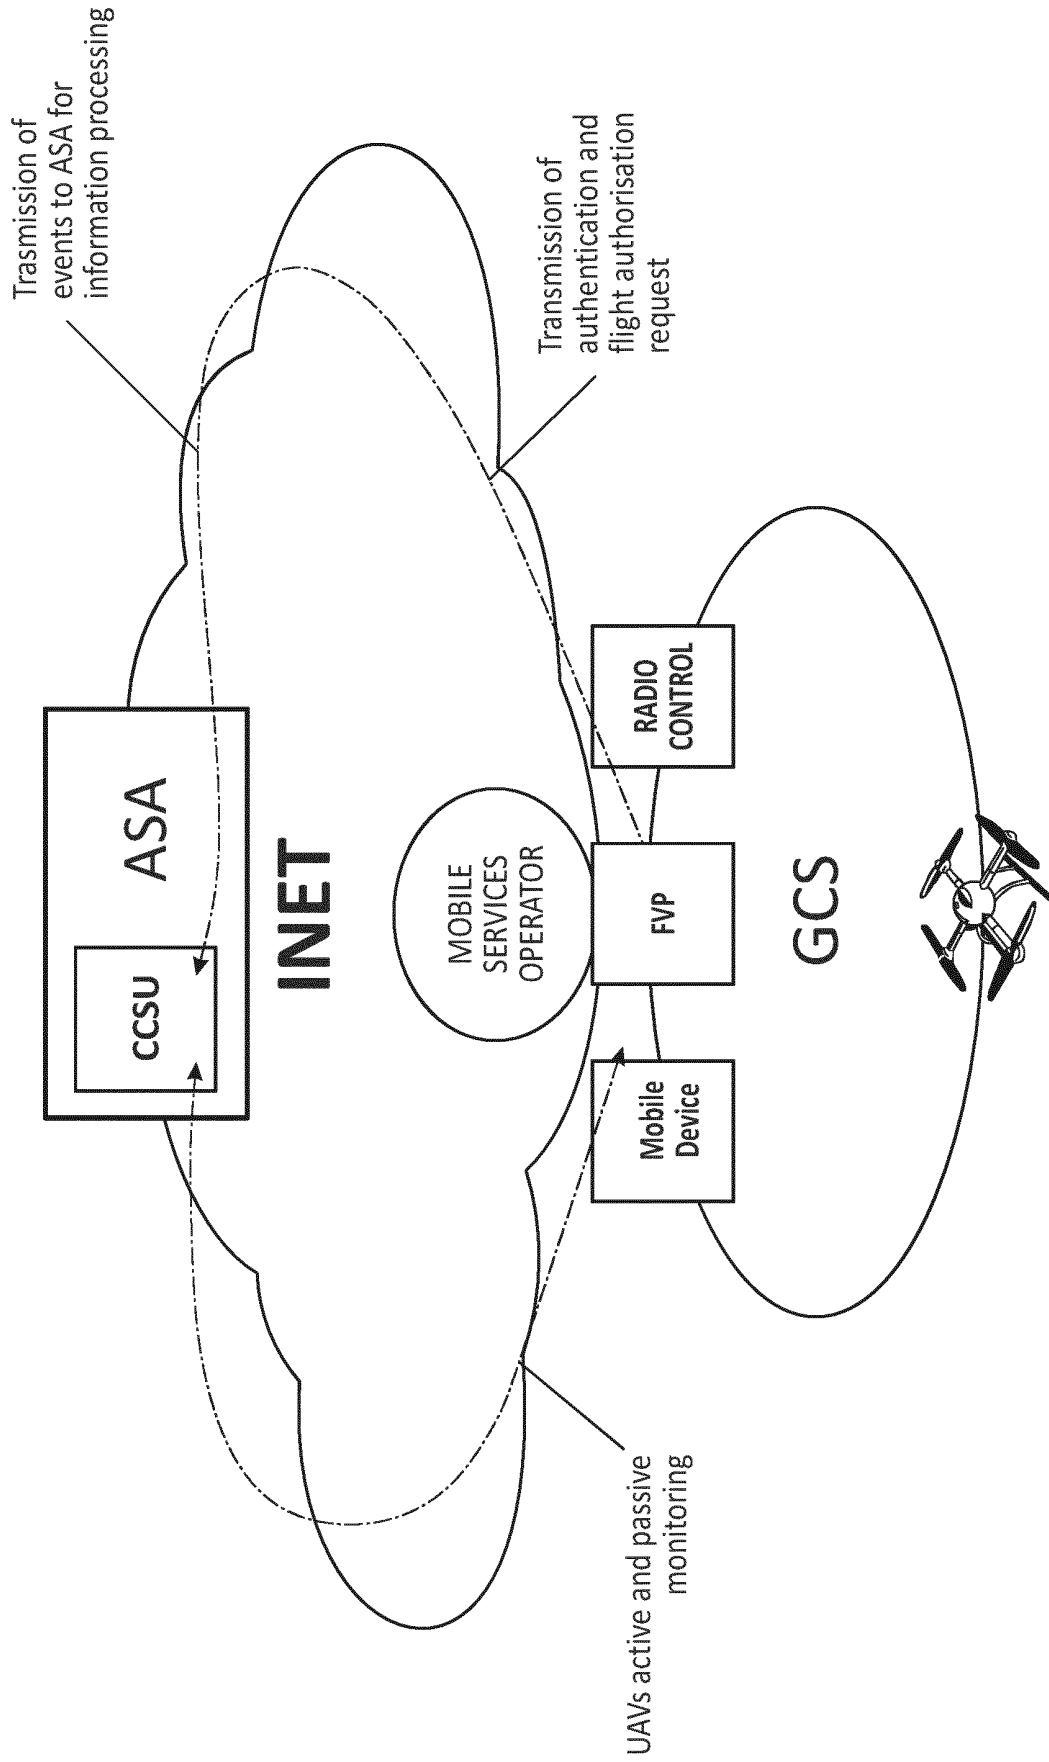 Trasmission of
events to ASA for
information processing
ASA
CCSU
INET
MOBILE
SERVICES
OPERATOR
Transmission of
authentication and
flight authorisation
request
UAVs active and passive
monitoring
Mobile
Device
FVP
RADIO
CONTROL
GCS